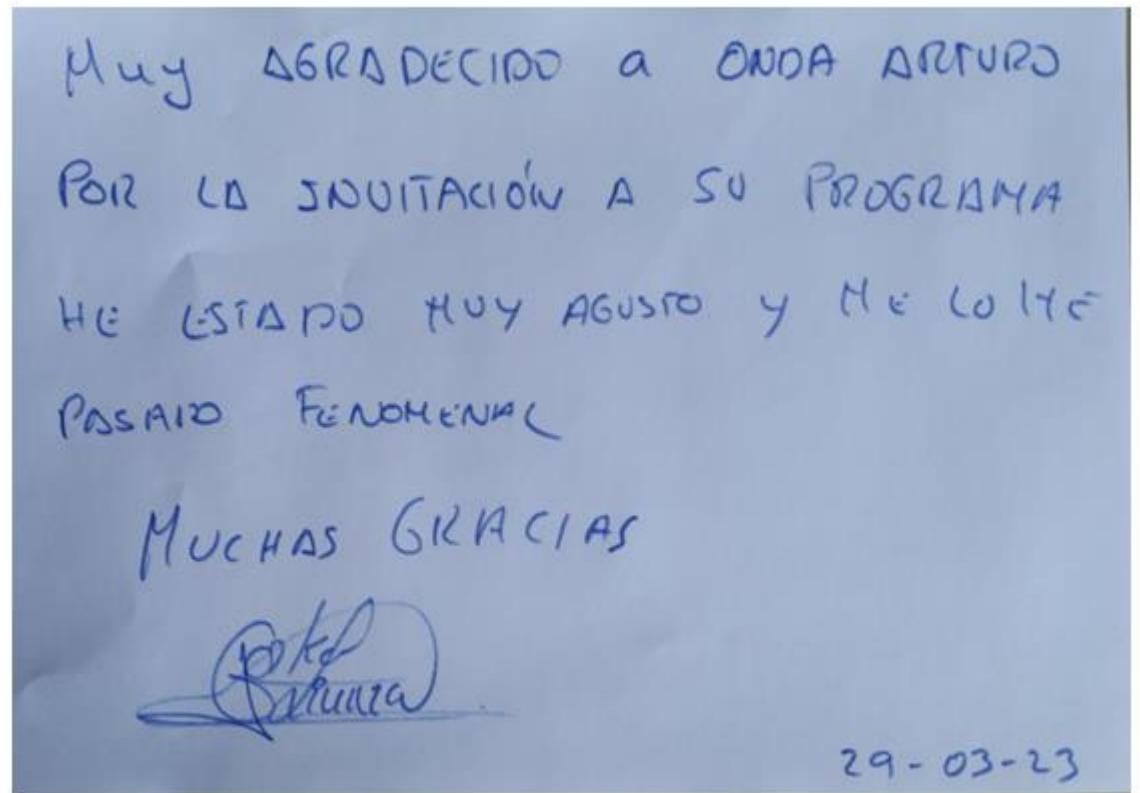 Muy AGRADECIDO a ONDA ARTURO
POR LA INVITACIÓN A SU PROGRAMA
HE ESTADO MUY AGUSTO Y ME LO HE
PASADO FENOMENAL
MUCHAS GRACIAS
29-03-23